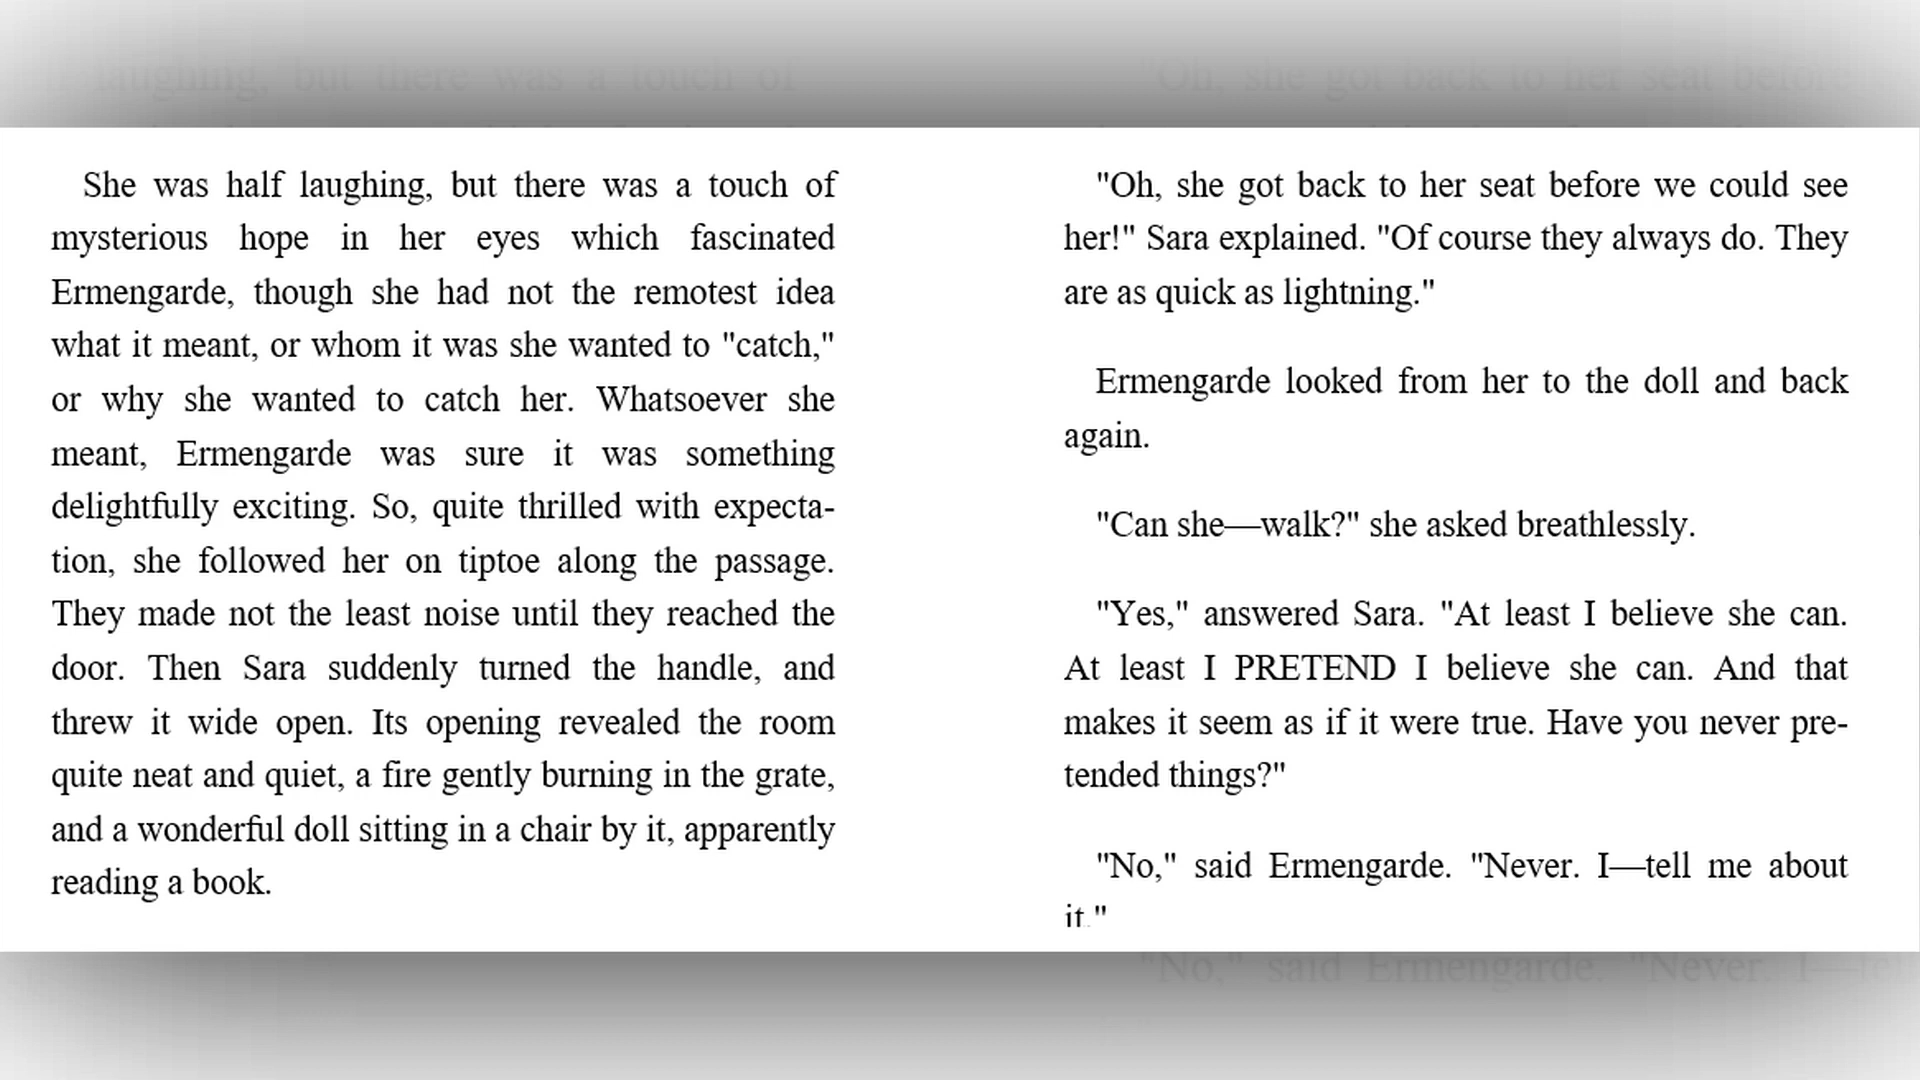 She was half laughing, but there was a touch of
mysterious hope in her eyes which fascinated
Ermengarde, though she had not the remotest idea
what it meant, or whom it was she wanted to "catch,"
or why she wanted to catch her. Whatsoever she
meant, Ermengarde was sure it was something
delightfully exciting. So, quite thrilled with expecta-
tion, she followed her on tiptoe along the passage.
They made not the least noise until they reached the
door. Then Sara suddenly turned the handle, and
threw it wide open. Its opening revealed the room
quite neat and quiet, a fire gently burning in the grate,
and a wonderful doll sitting in a chair by it, apparently
reading a book.
"Oh, she got back to her seat before we could see
her!" Sara explained. "Of course they always do. They
are as quick as lightning."
Ermengarde looked from her to the doll and back
again.
"Can she—walk?" she asked breathlessly.
"Yes," answered Sara. "At least I believe she can.
At least I PRETEND I believe she can. And that
makes it seem as if it were true. Have you never pre-
tended things?"
"No," said Ermengarde. "Never. I—tell me about
it."